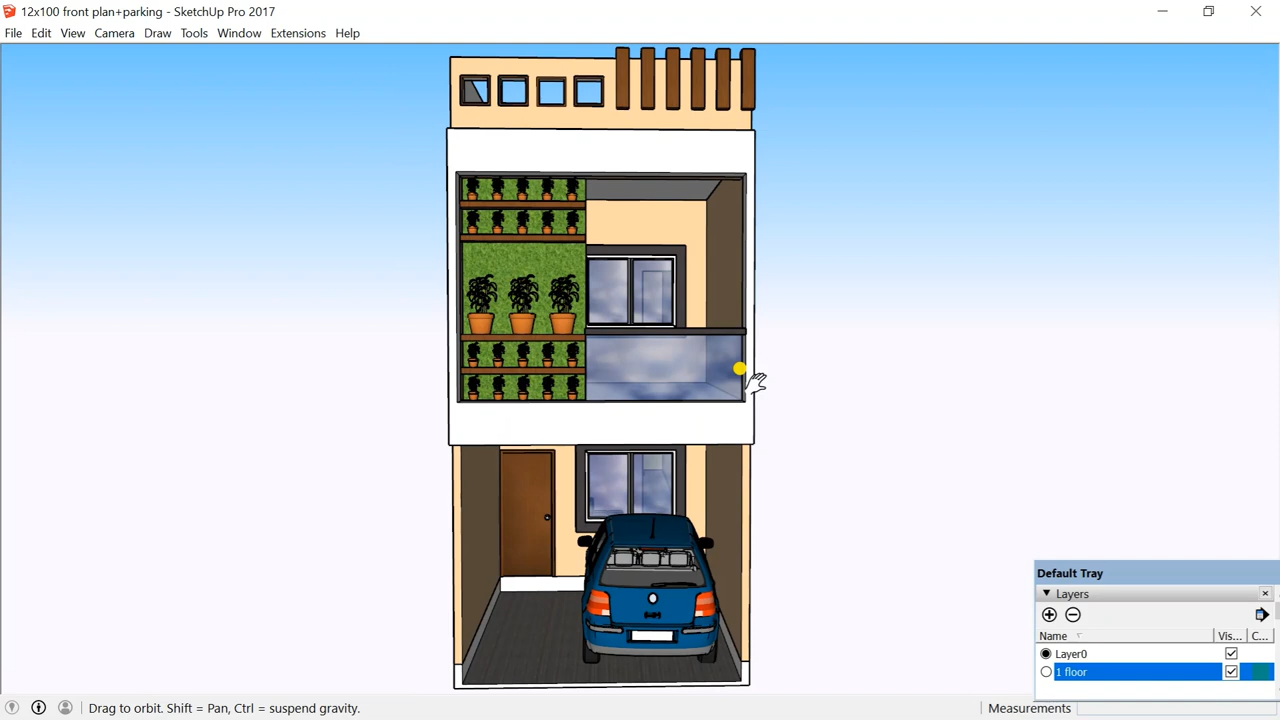 12x100 front plan+parking - SketchUp Pro 2017
File Edit View Camera Draw Tools Window Extensions Help
Default Tray
Layers
Name Vis... C...
Layer0
1 floor
Drag to orbit. Shift = Pan, Ctrl = suspend gravity. Measurements